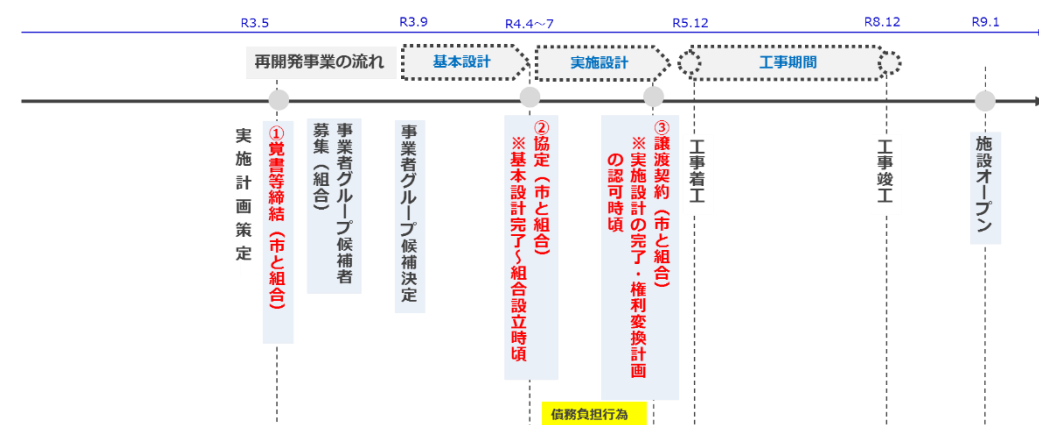 R3.5
R3.9
R4.4～7
R5.12
R8.12
R9.1
再開発事業の流れ
基本設計
実施設計
工事期間
実施計画策定
①覚書等締結（市と組合）
事業者グループ候補者
募集（組合）
事業者グループ候補決定
②協定（市と組合）
※基本設計完了～組合設立時頃
③譲渡契約（市と組合）
※実施設計の完了・権利変換計画
の認可時頃
工事着工
工事竣工
施設オープン
債務負担行為